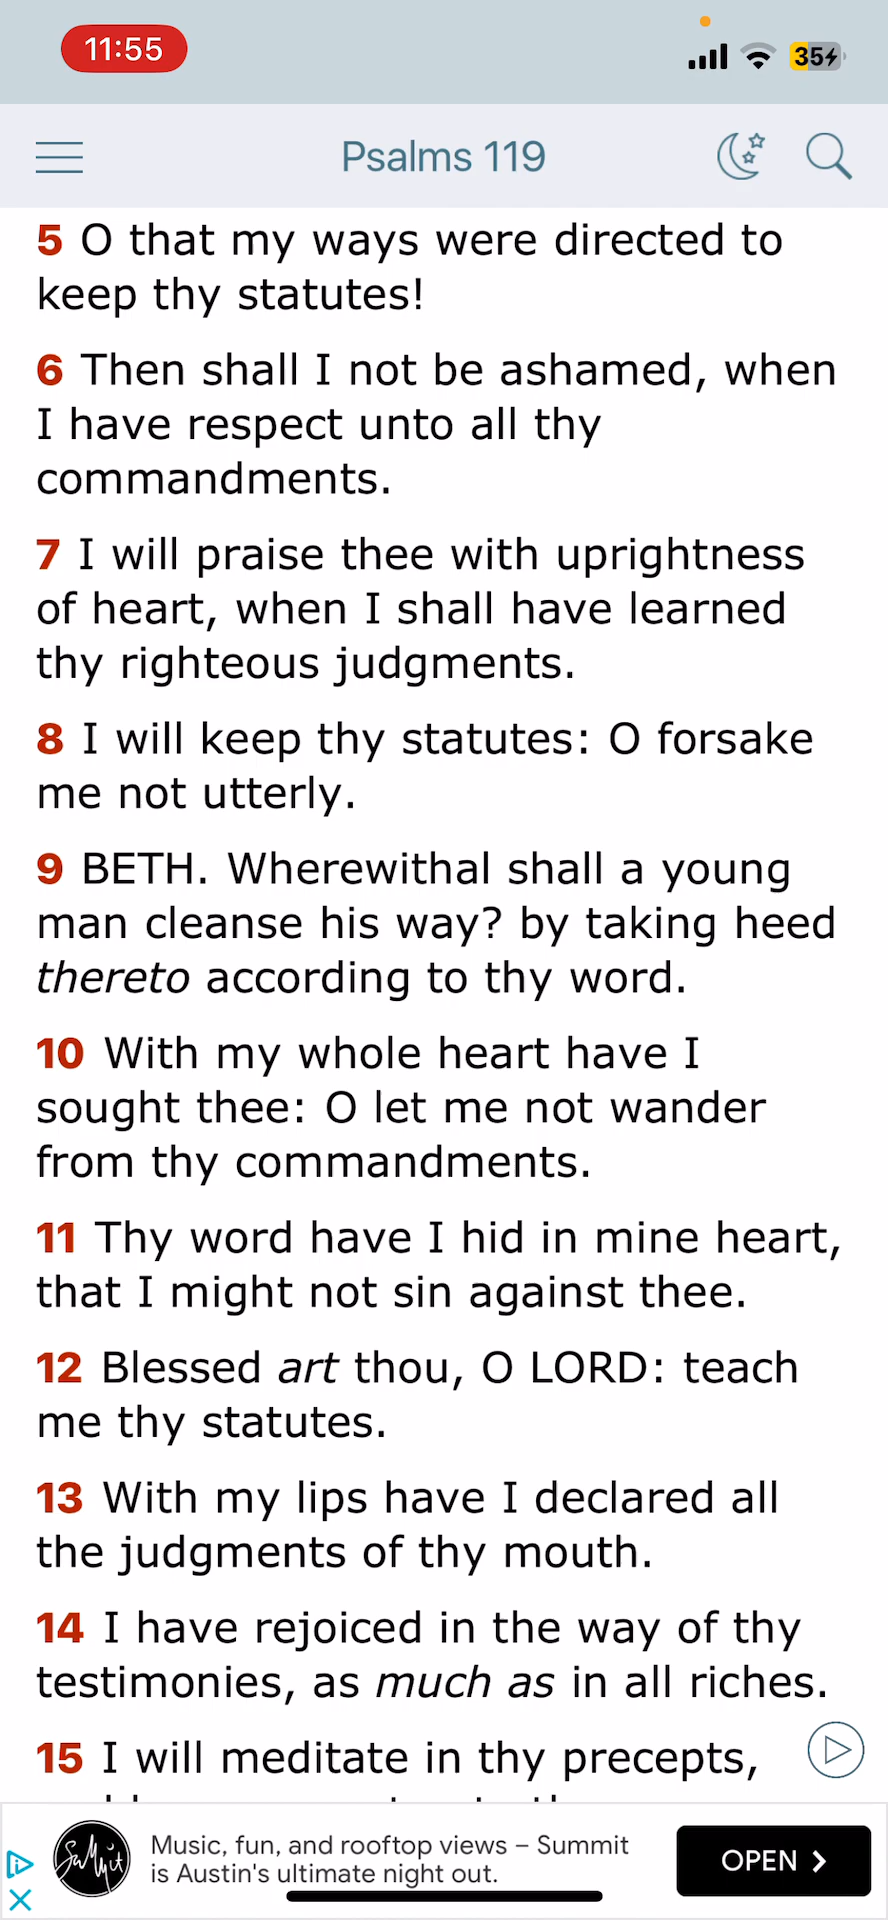 11:55
35
Psalms 119
5 O that my ways were directed to
keep thy statutes!
6 Then shall I not be ashamed, when
I have respect unto all thy
commandments.
7 I will praise thee with uprightness
of heart, when I shall have learned
thy righteous judgments.
8 I will keep thy statutes: O forsake
me not utterly.
9 BETH. Wherewithal shall a young
man cleanse his way? by taking heed
thereto according to thy word.
10 With my whole heart have I
sought thee: O let me not wander
from thy commandments.
11 Thy word have I hid in mine heart,
that I might not sin against thee.
12 Blessed art thou, O LORD: teach
me thy statutes.
13 With my lips have I declared all
the judgments of thy mouth.
14 I have rejoiced in the way of thy
testimonies, as much as in all riches.
15 I will meditate in thy precepts,
Summit
Music, fun, and rooftop views – Summit
is Austin's ultimate night out.
OPEN